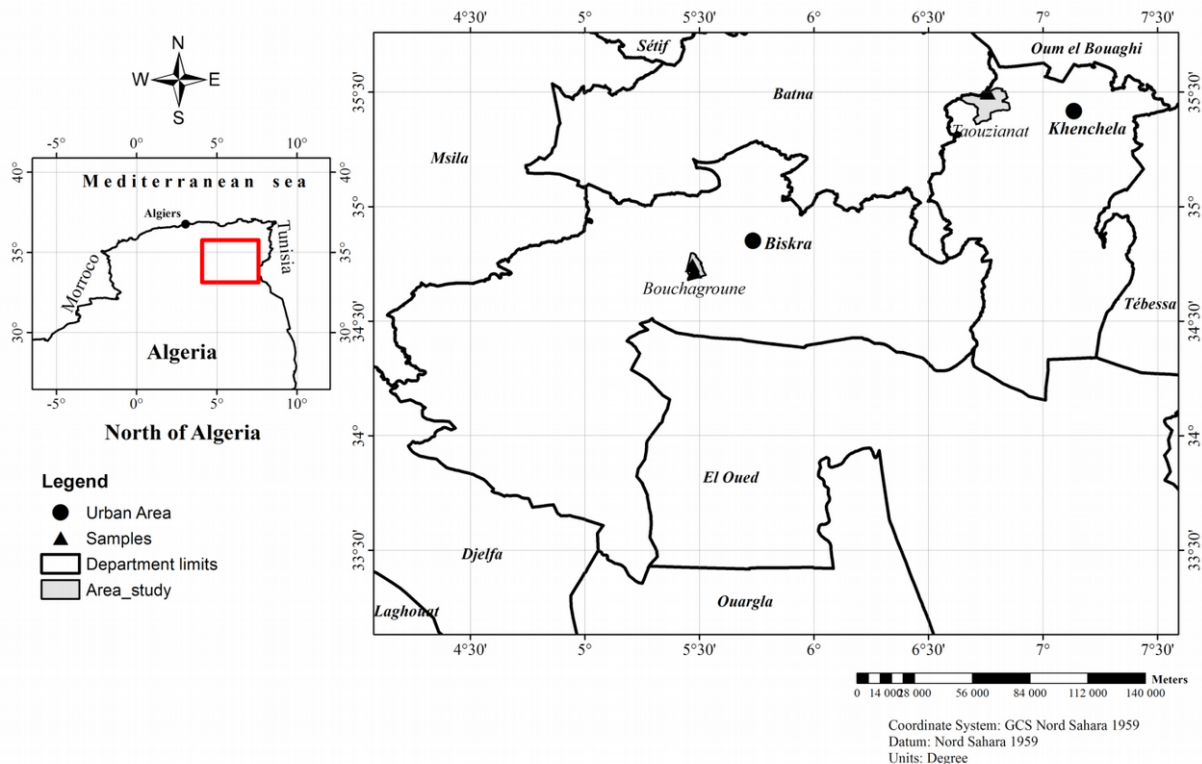 N
W
E
S
-5°
0°
5°
10°
40°
40°
Mediterranean sea
Algiers
35°
35°
Morroco
Tunisia
30°
30°
Algeria
-5°
0°
5°
10°
North of Algeria
Legend
Urban Area
Samples
Department limits
Area_study
4°30'
5°
5°30'
6°
6°30'
7°
7°30'
Sétif
Oum el Bouaghi
35°30'
35°30'
Batna
Taouzianat
Khenchela
Msila
35°
35°
Biskra
Bouchagroune
Tébessa
34°30'
34°30'
34°
34°
El Oued
33°30'
33°30'
Djelfa
Ouargla
Laghouat
4°30'
5°
5°30'
6°
6°30'
7°
7°30'
Meters
0 14 000 28 000 56 000 84 000 112 000 140 000
Coordinate System: GCS Nord Sahara 1959
Datum: Nord Sahara 1959
Units: Degree